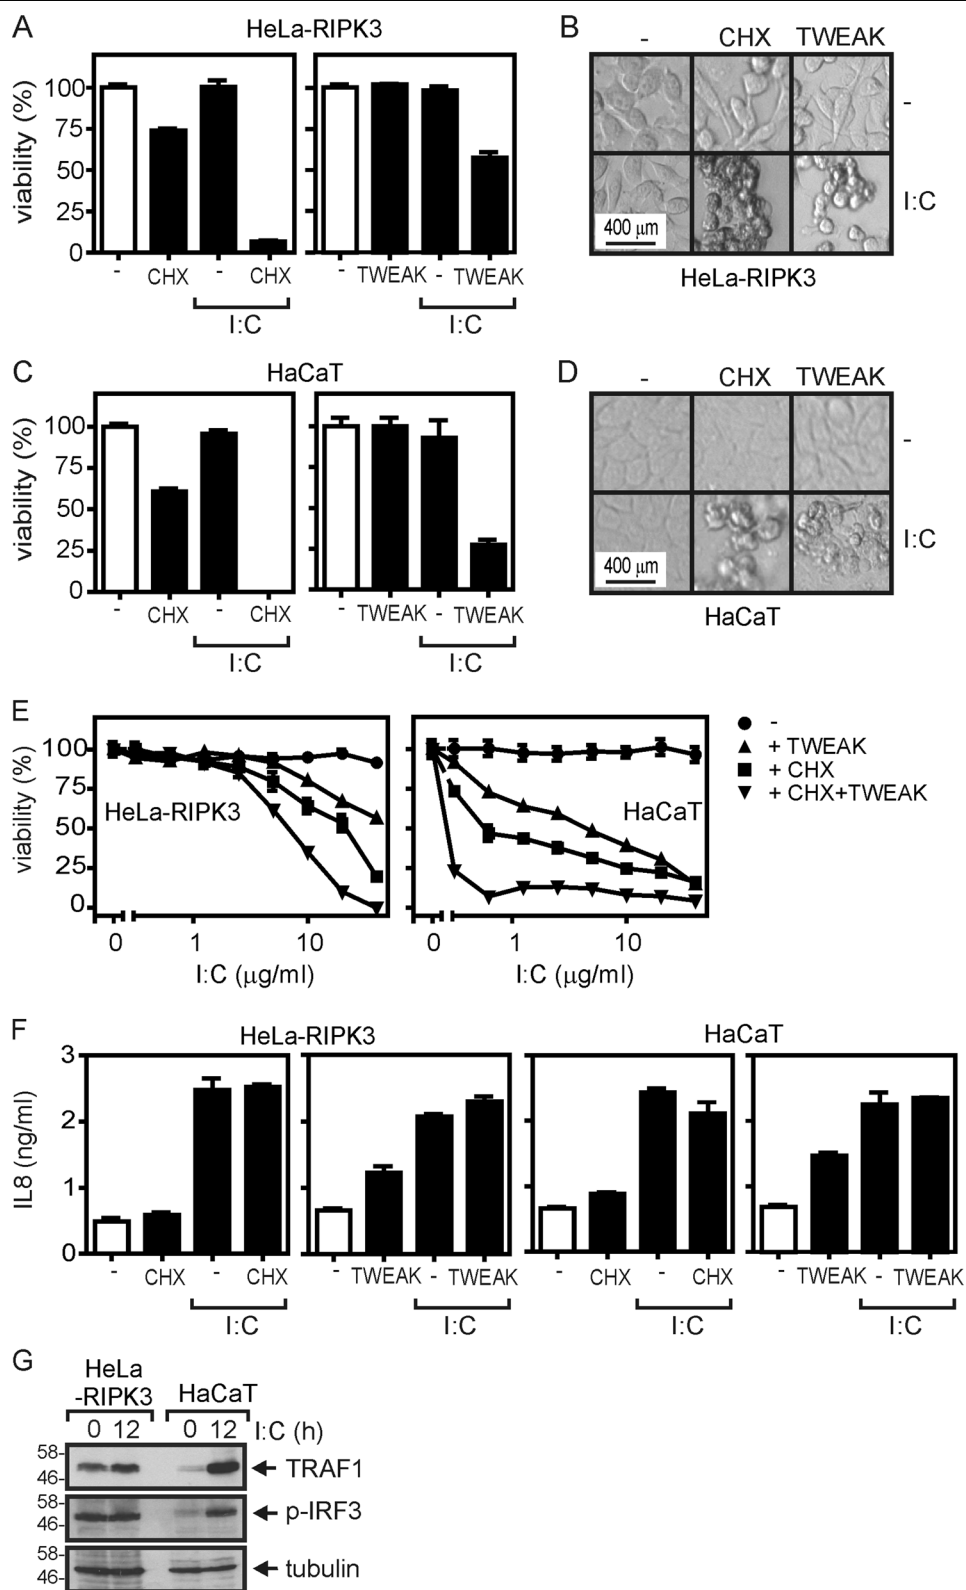 A
HeLa-RIPK3
viability (%)
100
75
50
25
0
- CHX - CHX
I:C
- TWEAK - TWEAK
I:C
B
- CHX TWEAK
-
I:C
400 μm
HeLa-RIPK3
C
HaCaT
viability (%)
100
75
50
25
0
- CHX - CHX
I:C
- TWEAK - TWEAK
I:C
D
- CHX TWEAK
-
I:C
400 μm
HaCaT
E
viability (%)
100
75
50
25
0
HeLa-RIPK3
0 1 10
I:C (μg/ml)
HaCaT
0 1 10
I:C (μg/ml)
-
+ TWEAK
+ CHX
+ CHX+TWEAK
F
HeLa-RIPK3
HaCaT
IL8 (ng/ml)
3
2
1
0
- CHX - CHX
I:C
- TWEAK - TWEAK
I:C
- CHX - CHX
I:C
- TWEAK - TWEAK
I:C
G
HeLa
-RIPK3 HaCaT
0 12 0 12 I:C (h)
58-
46-
TRAF1
58-
46-
p-IRF3
58-
46-
tubulin